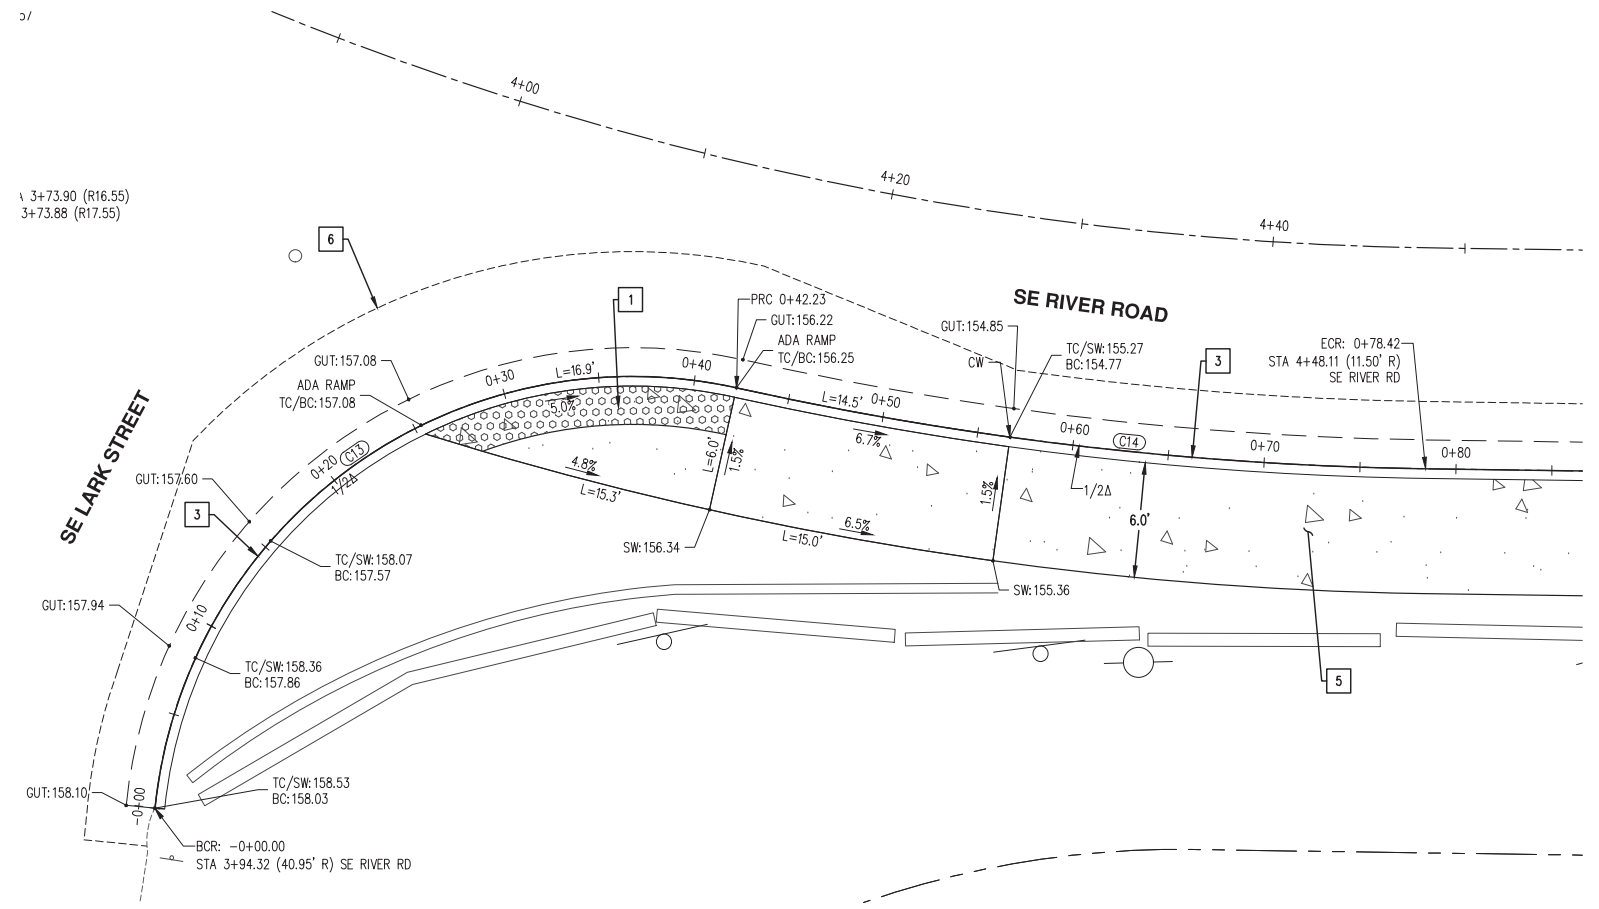 4+00
4+20
4+40
3+73.90 (R16.55)
3+73.88 (R17.55)
6
1
SE RIVER ROAD
PRC 0+42.23
GUT:156.22
ADA RAMP
TC/BC:156.25
GUT:154.85
CW
TC/SW:155.27
BC:154.77
3
ECR: 0+78.42
STA 4+48.11 (11.50' R)
SE RIVER RD
GUT:157.08
ADA RAMP
TC/BC:157.08
0+30
L=16.9'
0+40
5.0%
L=14.5'
0+50
6.7%
0+60
C14
0+70
0+80
1/2Δ
6.0'
SE LARK STREET
C13
0+20
1/2Δ
4.8%
L=15.3'
L=6.0'
1.5%
1.5%
6.5%
L=15.0'
GUT:157.60
3
SW:156.34
TC/SW:158.07
BC:157.57
SW:155.36
GUT:157.94
0+10
TC/SW:158.36
BC:157.86
5
GUT:158.10
-0+00
TC/SW:158.53
BC:158.03
BCR: -0+00.00
STA 3+94.32 (40.95' R) SE RIVER RD